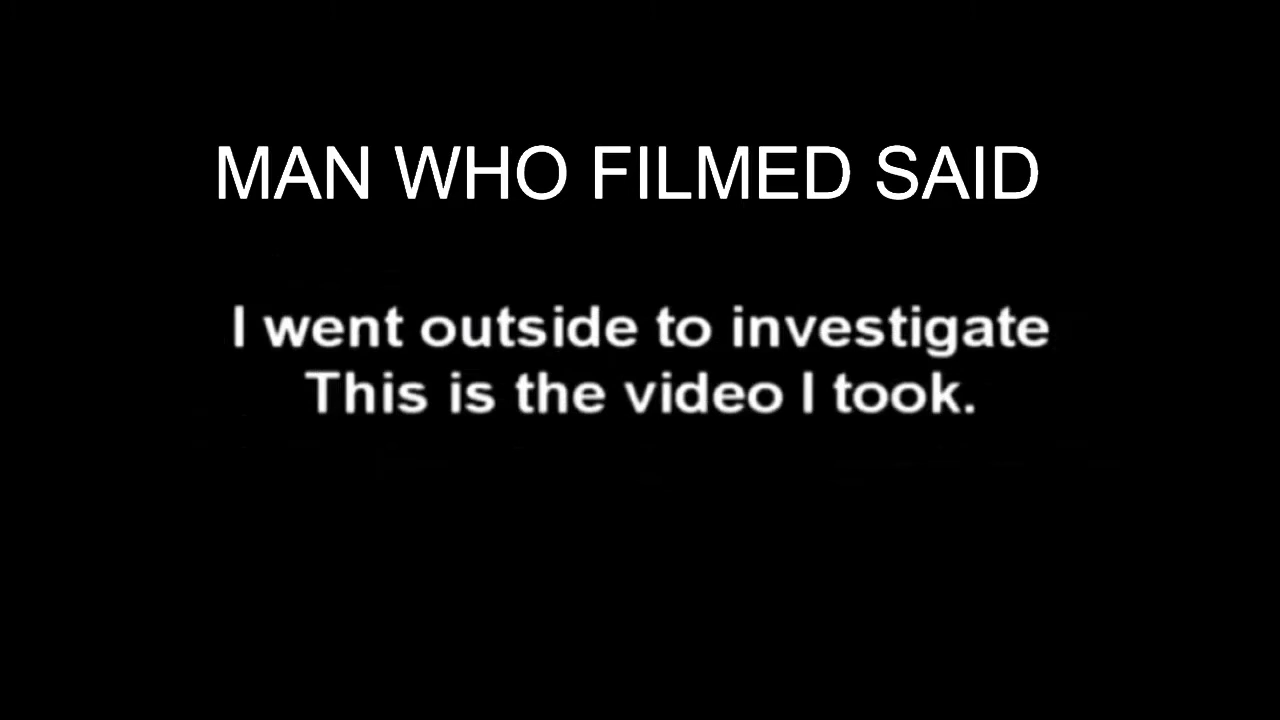 MAN WHO FILMED SAID
I went outside to investigate
This is the video I took.